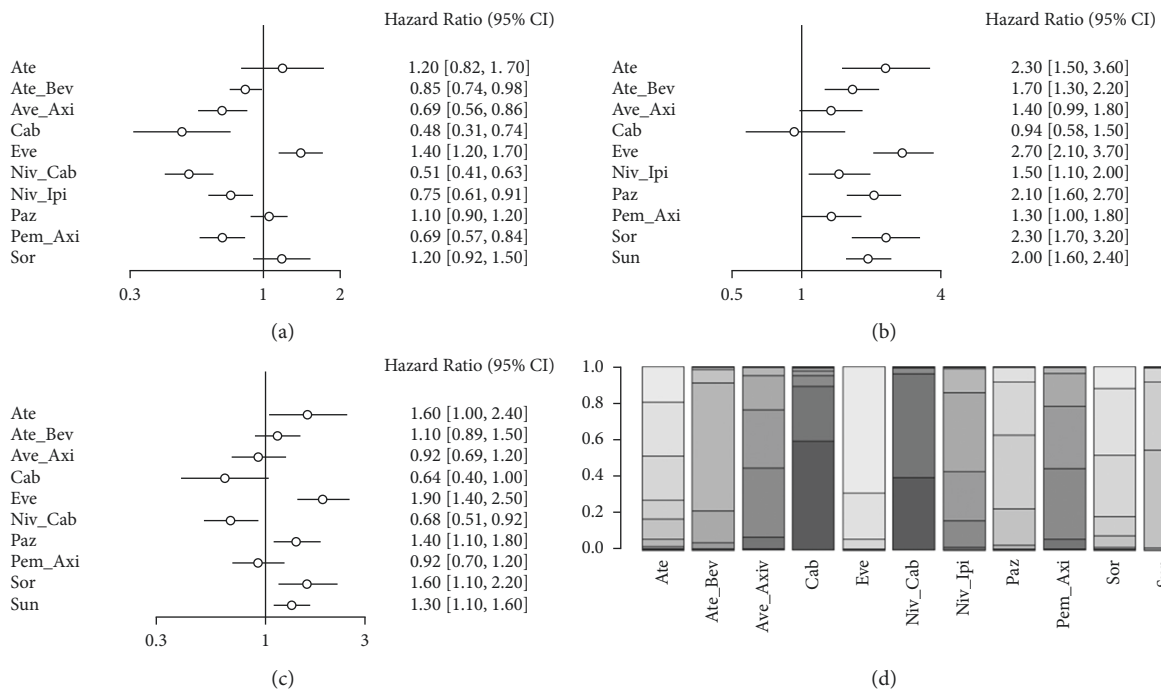 Hazard Ratio (95% CI)
Ate 1.20 [0.82, 1.70]
Ate_Bev 0.85 [0.74, 0.98]
Ave_Axi 0.69 [0.56, 0.86]
Cab 0.48 [0.31, 0.74]
Eve 1.40 [1.20, 1.70]
Niv_Cab 0.51 [0.41, 0.63]
Niv_Ipi 0.75 [0.61, 0.91]
Paz 1.10 [0.90, 1.20]
Pem_Axi 0.69 [0.57, 0.84]
Sor 1.20 [0.92, 1.50]
0.3 1 2
(a)
Hazard Ratio (95% CI)
Ate 2.30 [1.50, 3.60]
Ate_Bev 1.70 [1.30, 2.20]
Ave_Axi 1.40 [0.99, 1.80]
Cab 0.94 [0.58, 1.50]
Eve 2.70 [2.10, 3.70]
Niv_Ipi 1.50 [1.10, 2.00]
Paz 2.10 [1.60, 2.70]
Pem_Axi 1.30 [1.00, 1.80]
Sor 2.30 [1.70, 3.20]
Sun 2.00 [1.60, 2.40]
0.5 1 4
(b)
Hazard Ratio (95% CI)
Ate 1.60 [1.00, 2.40]
Ate_Bev 1.10 [0.89, 1.50]
Ave_Axi 0.92 [0.69, 1.20]
Cab 0.64 [0.40, 1.00]
Eve 1.90 [1.40, 2.50]
Niv_Cab 0.68 [0.51, 0.92]
Paz 1.40 [1.10, 1.80]
Pem_Axi 0.92 [0.70, 1.20]
Sor 1.60 [1.10, 2.20]
Sun 1.30 [1.10, 1.60]
0.3 1 3
(c)
1.0
0.8
0.6
0.4
0.2
0.0
Ate
Ate_Bev
Ave_Axiv
Cab
Eve
Niv_Cab
Niv_Ipi
Paz
Pem_Axi
Sor
(d)